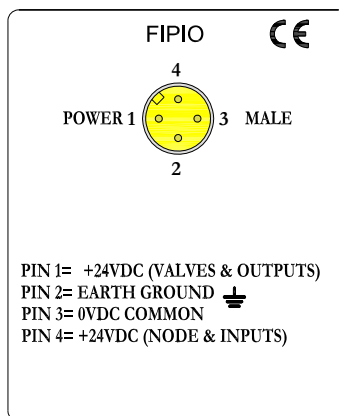 FIPIO CE
4
POWER 1 3 MALE
2
PIN 1= +24VDC (VALVES & OUTPUTS)
PIN 2= EARTH GROUND
PIN 3= 0VDC COMMON
PIN 4= +24VDC (NODE & INPUTS)